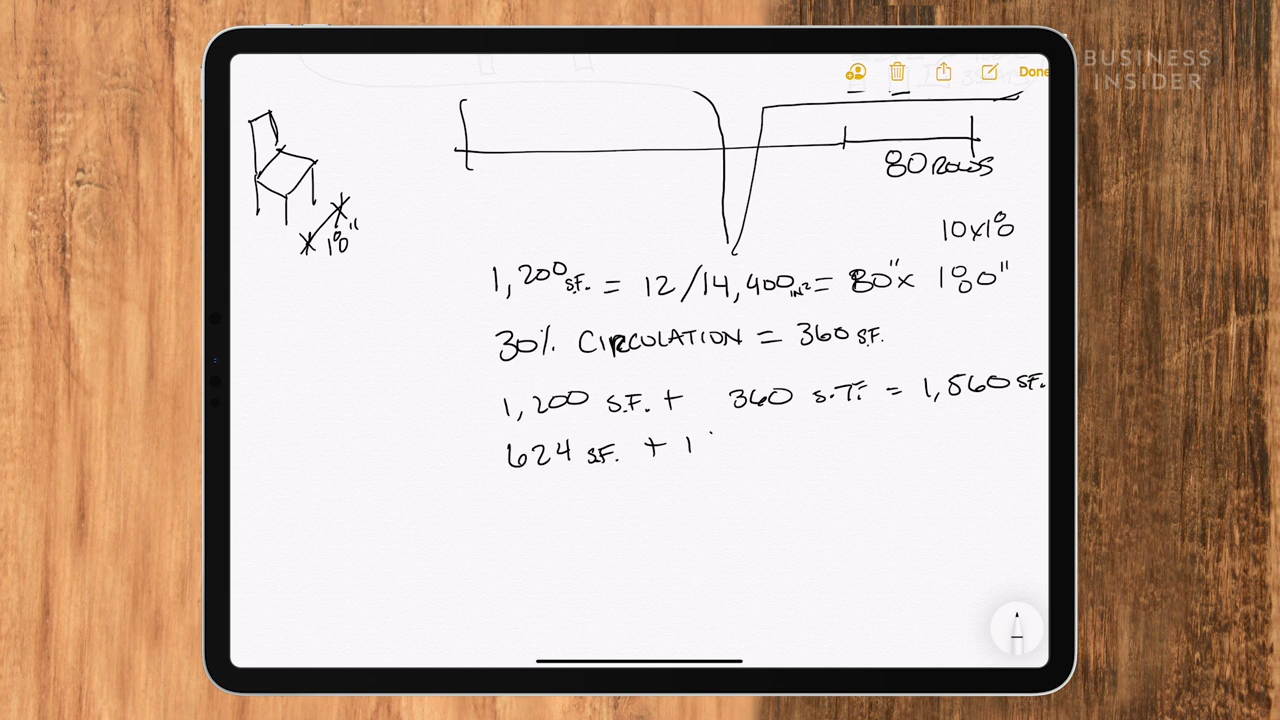 BUSINESS
INSIDER
Done
80 ROWS
18"
10x18
1,200 S.F. = 12/14,400 IN² = 80" x 180"
30% CIRCULATION = 360 S.F.
1,200 S.F. + 360 S.F. = 1,560 S.F.
624 S.F. + 1